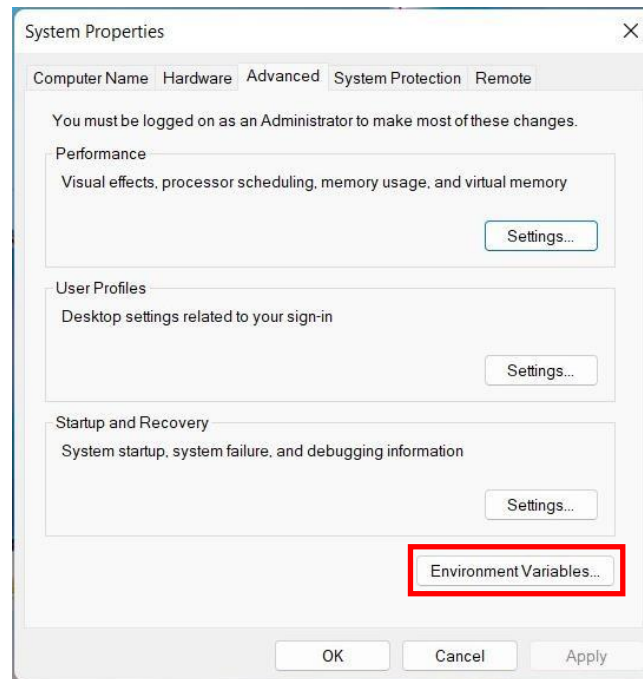 System Properties
Computer Name Hardware Advanced System Protection Remote
You must be logged on as an Administrator to make most of these changes.
Performance
Visual effects, processor scheduling, memory usage, and virtual memory
Settings...
User Profiles
Desktop settings related to your sign-in
Settings...
Startup and Recovery
System startup, system failure, and debugging information
Settings...
Environment Variables...
OK Cancel Apply